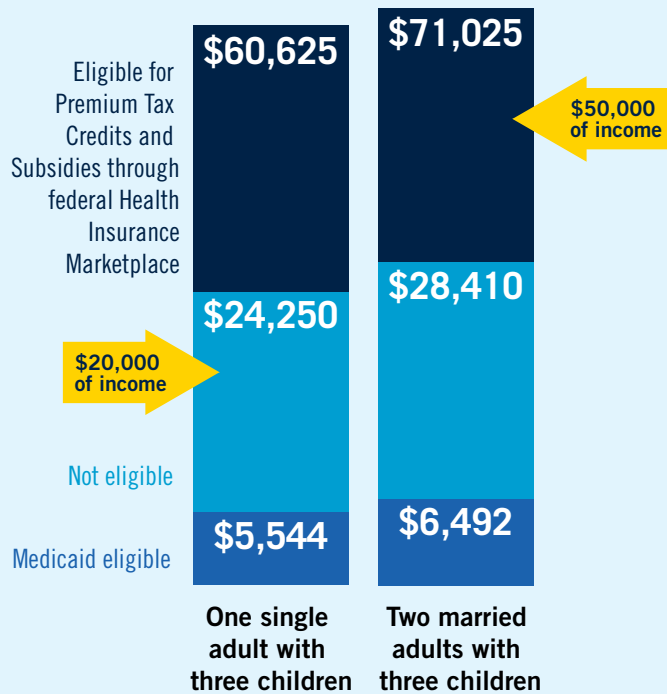 $60,625
$71,025
Eligible for
Premium Tax
Credits and
Subsidies through
federal Health
Insurance
Marketplace
$50,000
of income
$24,250
$28,410
$20,000
of income
Not eligible
Medicaid eligible
$5,544
$6,492
One single
adult with
three children
Two married
adults with
three children